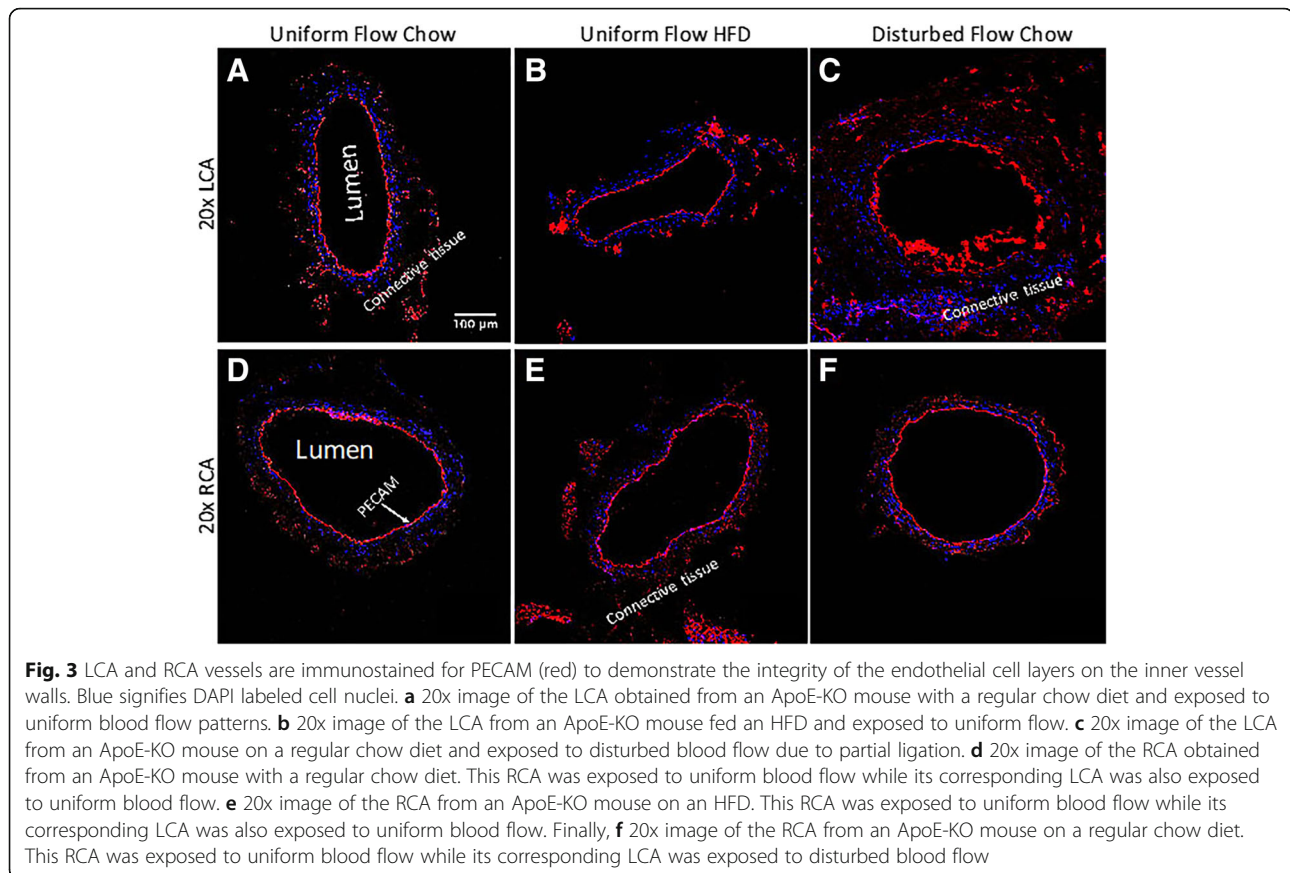 Uniform Flow Chow
Uniform Flow HFD
Disturbed Flow Chow
20x LCA
A
Lumen
Connective tissue
100 µm
B
C
Connective tissue
20x RCA
D
Lumen
PECAM
E
Connective tissue
F
Fig. 3 LCA and RCA vessels are immunostained for PECAM (red) to demonstrate the integrity of the endothelial cell layers on the inner vessel
walls. Blue signifies DAPI labeled cell nuclei. a 20x image of the LCA obtained from an ApoE-KO mouse with a regular chow diet and exposed to
uniform blood flow patterns. b 20x image of the LCA from an ApoE-KO mouse fed an HFD and exposed to uniform flow. c 20x image of the LCA
from an ApoE-KO mouse on a regular chow diet and exposed to disturbed blood flow due to partial ligation. d 20x image of the RCA obtained
from an ApoE-KO mouse with a regular chow diet. This RCA was exposed to uniform blood flow while its corresponding LCA was also exposed
to uniform blood flow. e 20x image of the RCA from an ApoE-KO mouse on an HFD. This RCA was exposed to uniform blood flow while its
corresponding LCA was also exposed to uniform blood flow. Finally, f 20x image of the RCA from an ApoE-KO mouse on a regular chow diet.
This RCA was exposed to uniform blood flow while its corresponding LCA was exposed to disturbed blood flow